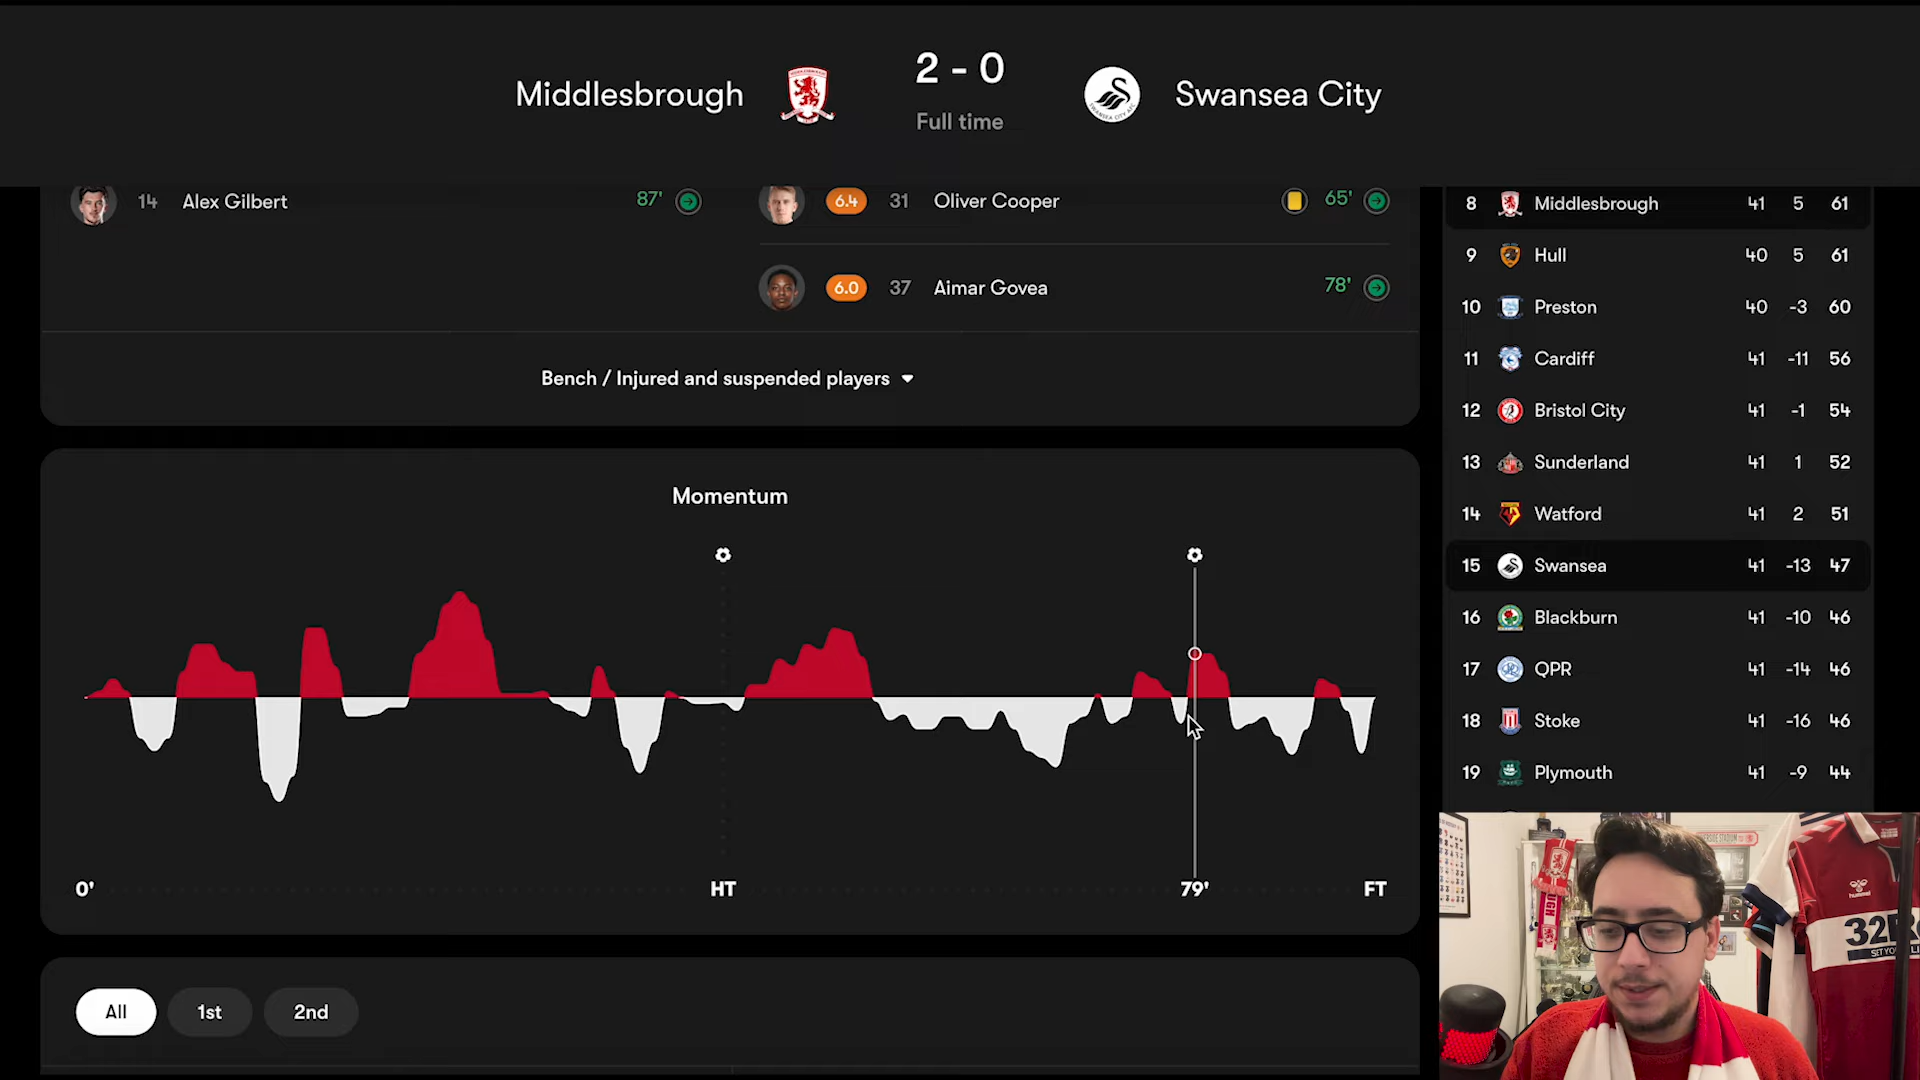 Middlesbrough 2 - 0 Swansea City
Full time
14 Alex Gilbert 87'
6.4 31 Oliver Cooper 65'
6.0 37 Aimar Govea 78'
Bench / Injured and suspended players
Momentum
0' HT 79' FT
All 1st 2nd
8 Middlesbrough 41 5 61
9 Hull 40 5 61
10 Preston 40 -3 60
11 Cardiff 41 -11 56
12 Bristol City 41 -1 54
13 Sunderland 41 1 52
14 Watford 41 2 51
15 Swansea 41 -13 47
16 Blackburn 41 -10 46
17 QPR 41 -14 46
18 Stoke 41 -16 46
19 Plymouth 41 -9 44
hummel
32R